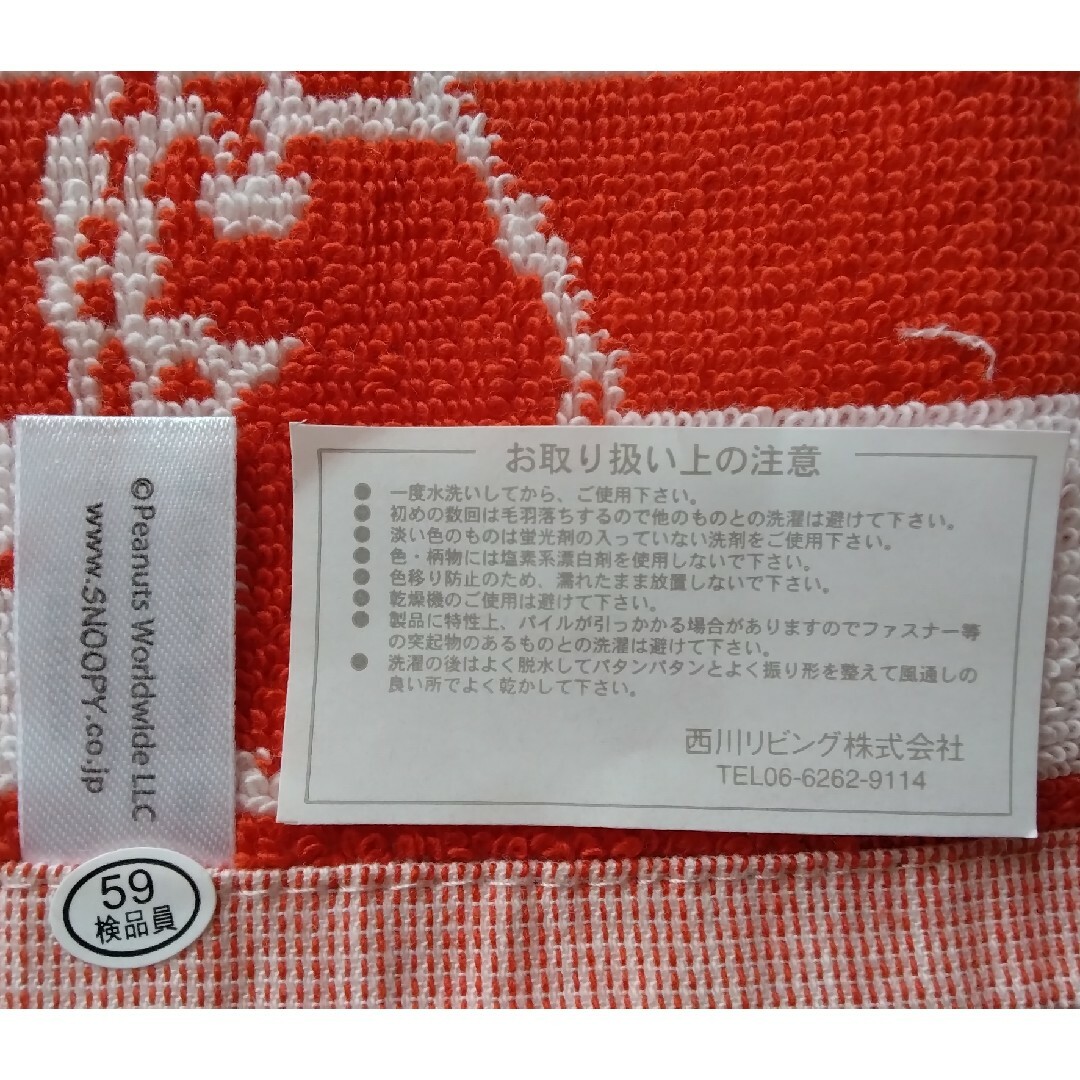 ©Peanuts Worldwide LLC
www.SNOOPY.co.jp
59
検品員
お取り扱い上の注意
● 一度水洗いしてから、ご使用下さい。
● 初めの数回は毛羽落ちするので他のものとの洗濯は避けて下さい。
● 淡い色のものは蛍光剤の入っていない洗剤をご使用下さい。
● 色・柄物には塩素系漂白剤を使用しないで下さい。
● 色移り防止のため、濡れたまま放置しないで下さい。
● 乾燥機のご使用は避けて下さい。
● 製品に特性上、パイルが引っかかる場合がありますのでファスナー等
の突起物のあるものとの洗濯は避けて下さい。
● 洗濯の後はよく脱水してパタンパタンとよく振り形を整えて風通しの
良い所でよく乾かして下さい。
西川リビング株式会社
TEL06-6262-9114